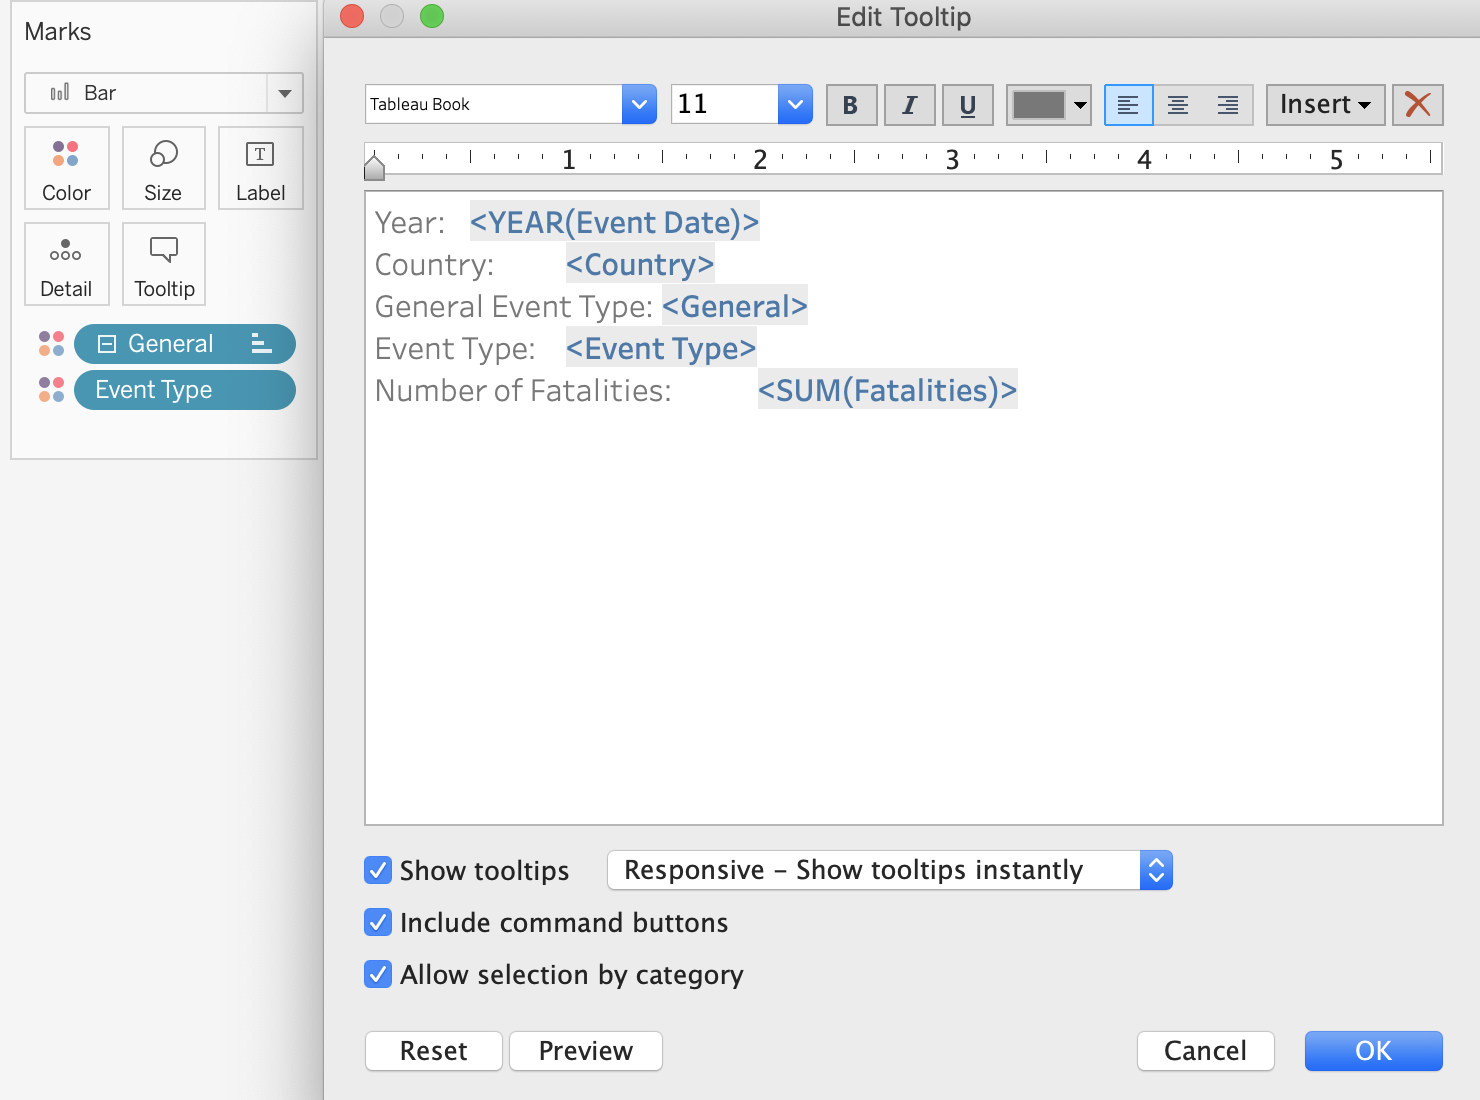 Marks
Bar
Color Size Label
Detail Tooltip
General
Event Type
Edit Tooltip
Tableau Book 11 B I U Insert
1 2 3 4 5
Year: <YEAR(Event Date)>
Country: <Country>
General Event Type: <General>
Event Type: <Event Type>
Number of Fatalities: <SUM(Fatalities)>
Show tooltips Responsive – Show tooltips instantly
Include command buttons
Allow selection by category
Reset Preview Cancel OK